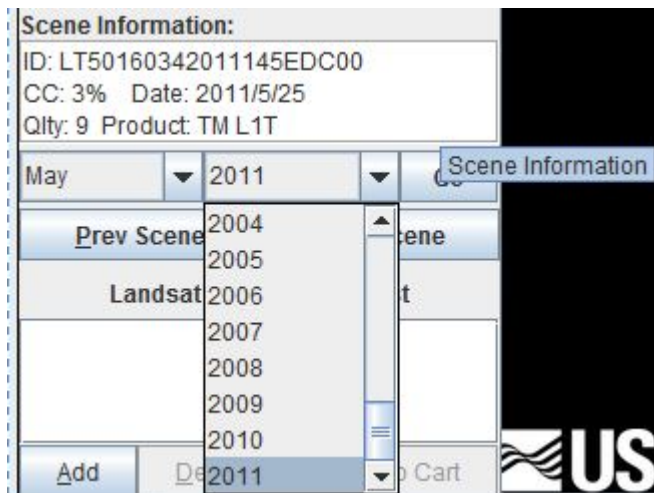 Scene Information:
ID: LT50160342011145EDC00
CC: 3% Date: 2011/5/25
Qlty: 9 Product: TM L1T
May 2011 Scene Information
Prev Scene
2004
2005
Landsat
2006
2007
2008
2009
2010
Add 2011 Cart
US